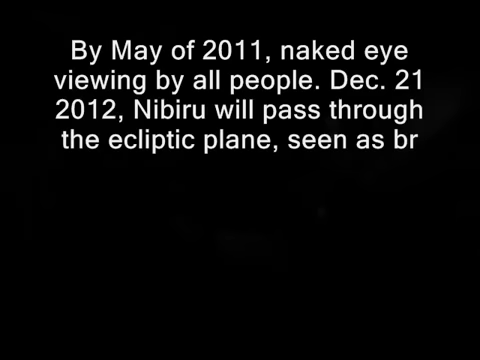 By May of 2011, naked eye
viewing by all people. Dec. 21
2012, Nibiru will pass through
the ecliptic plane, seen as br